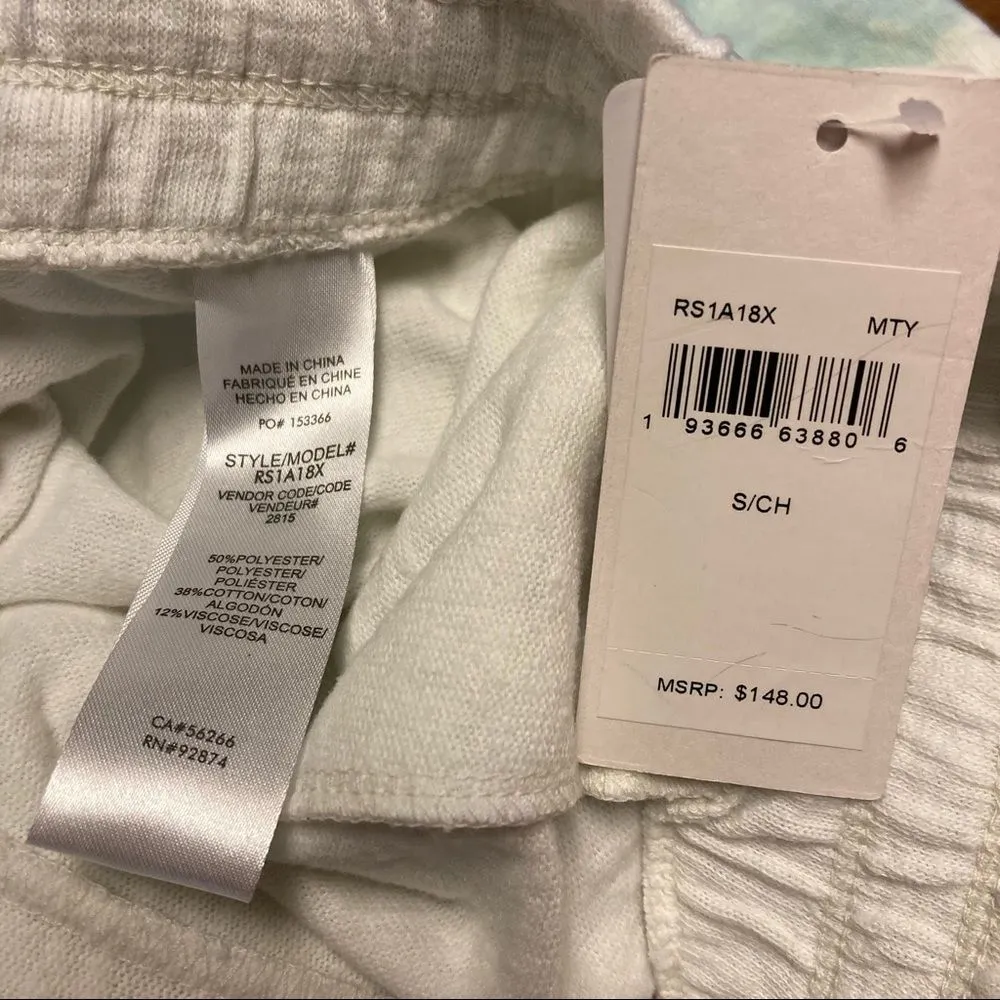 MADE IN CHINA
FABRIQUÉ EN CHINE
HECHO EN CHINA
PO# 153366
STYLE/MODEL#
RS1A18X
VENDOR CODE/CODE
VENDEUR#
2815
50%POLYESTER/
POLYESTER/
POLIÉSTER
38%COTTON/COTON/
ALGODÓN
12%VISCOSE/VISCOSE/
VISCOSA
CA#56266
RN#92874
RS1A18X MTY
1 93666 63880 6
S/CH
MSRP: $148.00